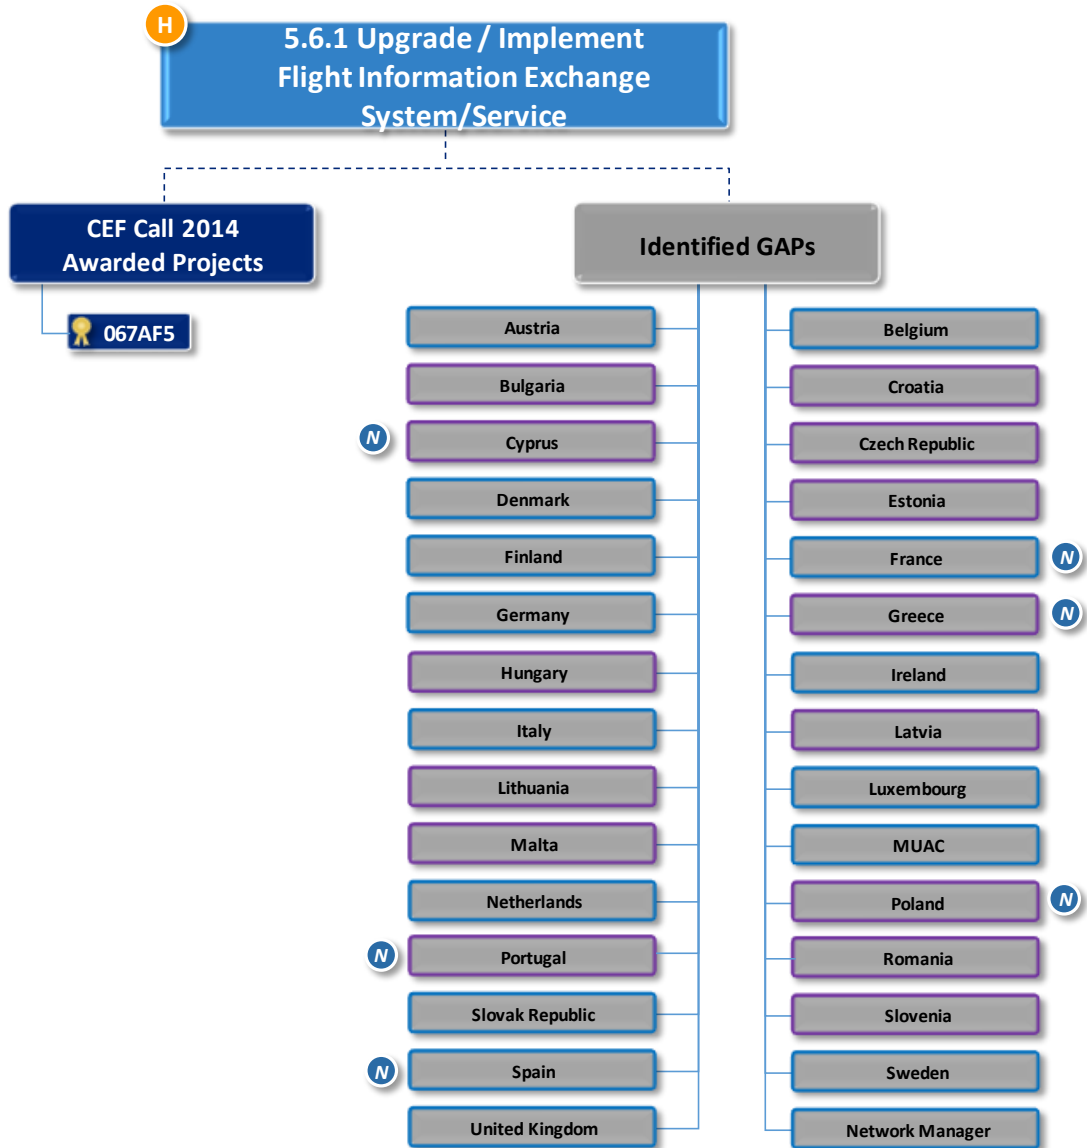 H
5.6.1 Upgrade / Implement
Flight Information Exchange
System/Service
CEF Call 2014
Awarded Projects
067AF5
Identified GAPs
Austria
Belgium
Bulgaria
Croatia
N
Cyprus
Czech Republic
Denmark
Estonia
Finland
France
N
Germany
Greece
N
Hungary
Ireland
Italy
Latvia
Lithuania
Luxembourg
Malta
MUAC
Netherlands
Poland
N
N
Portugal
Romania
Slovak Republic
Slovenia
N
Spain
Sweden
United Kingdom
Network Manager